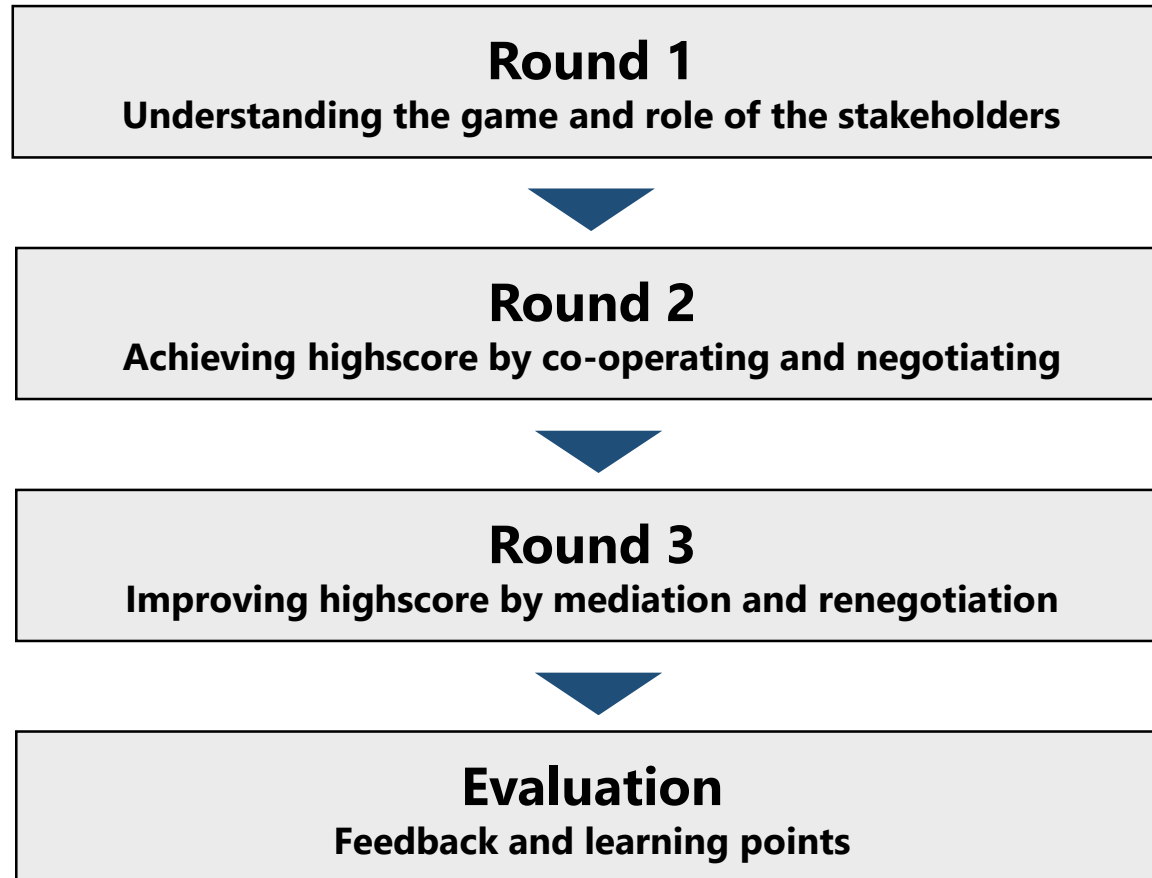 Round 1
Understanding the game and role of the stakeholders
Round 2
Achieving highscore by co-operating and negotiating
Round 3
Improving highscore by mediation and renegotiation
Evaluation
Feedback and learning points